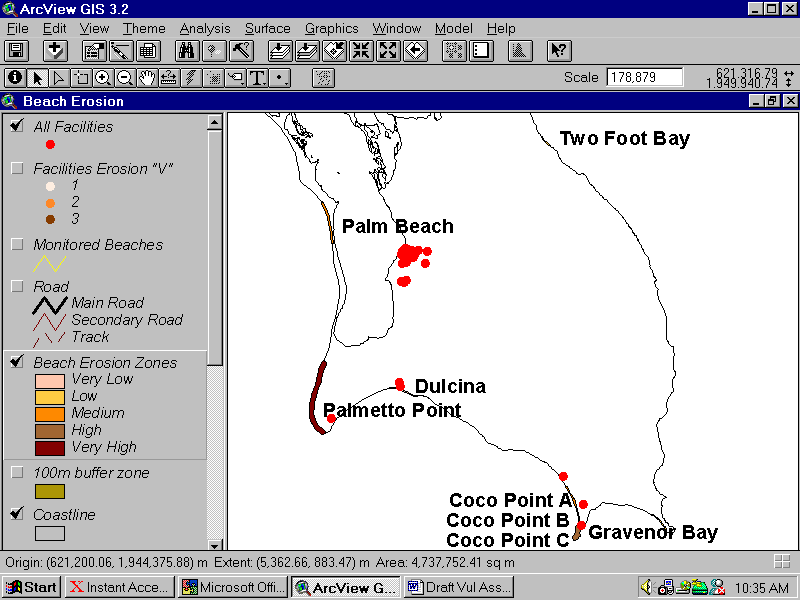 ArcView GIS 3.2
File Edit View Theme Analysis Surface Graphics Window Model Help
Scale 178,879 621,316.79
1,949,940.74
Beach Erosion
All Facilities
Facilities Erosion "V"
1
2
3
Monitored Beaches
Road
Main Road
Secondary Road
Track
Beach Erosion Zones
Very Low
Low
Medium
High
Very High
100m buffer zone
Coastline
Two Foot Bay
Palm Beach
Dulcina
Palmetto Point
Coco Point A
Coco Point B
Gravenor Bay
Coco Point C
Origin: (621,200.06, 1,944,375.88) m Extent: (5,362.66, 883.47) m Area: 4,737,752.41 sq m
Start Instant Acce... Microsoft Offi... ArcView G... Draft Vul Ass... 10:35 AM